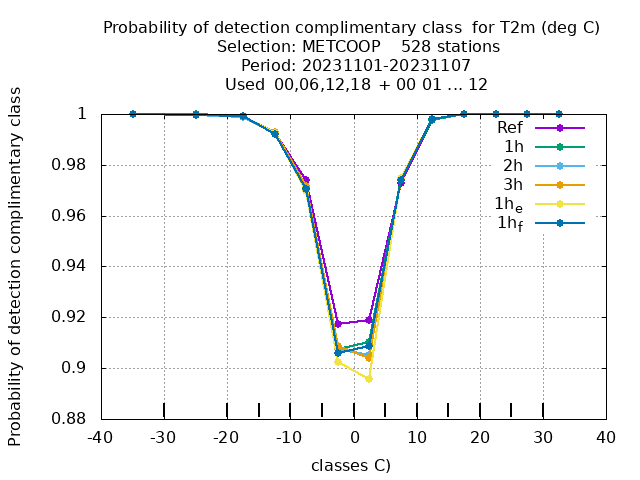 Probability of detection complimentary class for T2m (deg C)
Selection: METCOOP 528 stations
Period: 20231101-20231107
Used 00,06,12,18 + 00 01 ... 12
Probability of detection complimentary class
1
0.98
0.96
0.94
0.92
0.9
0.88
Ref
1h
2h
3h
1he
1hf
-40 -30 -20 -10 0 10 20 30 40
classes C)